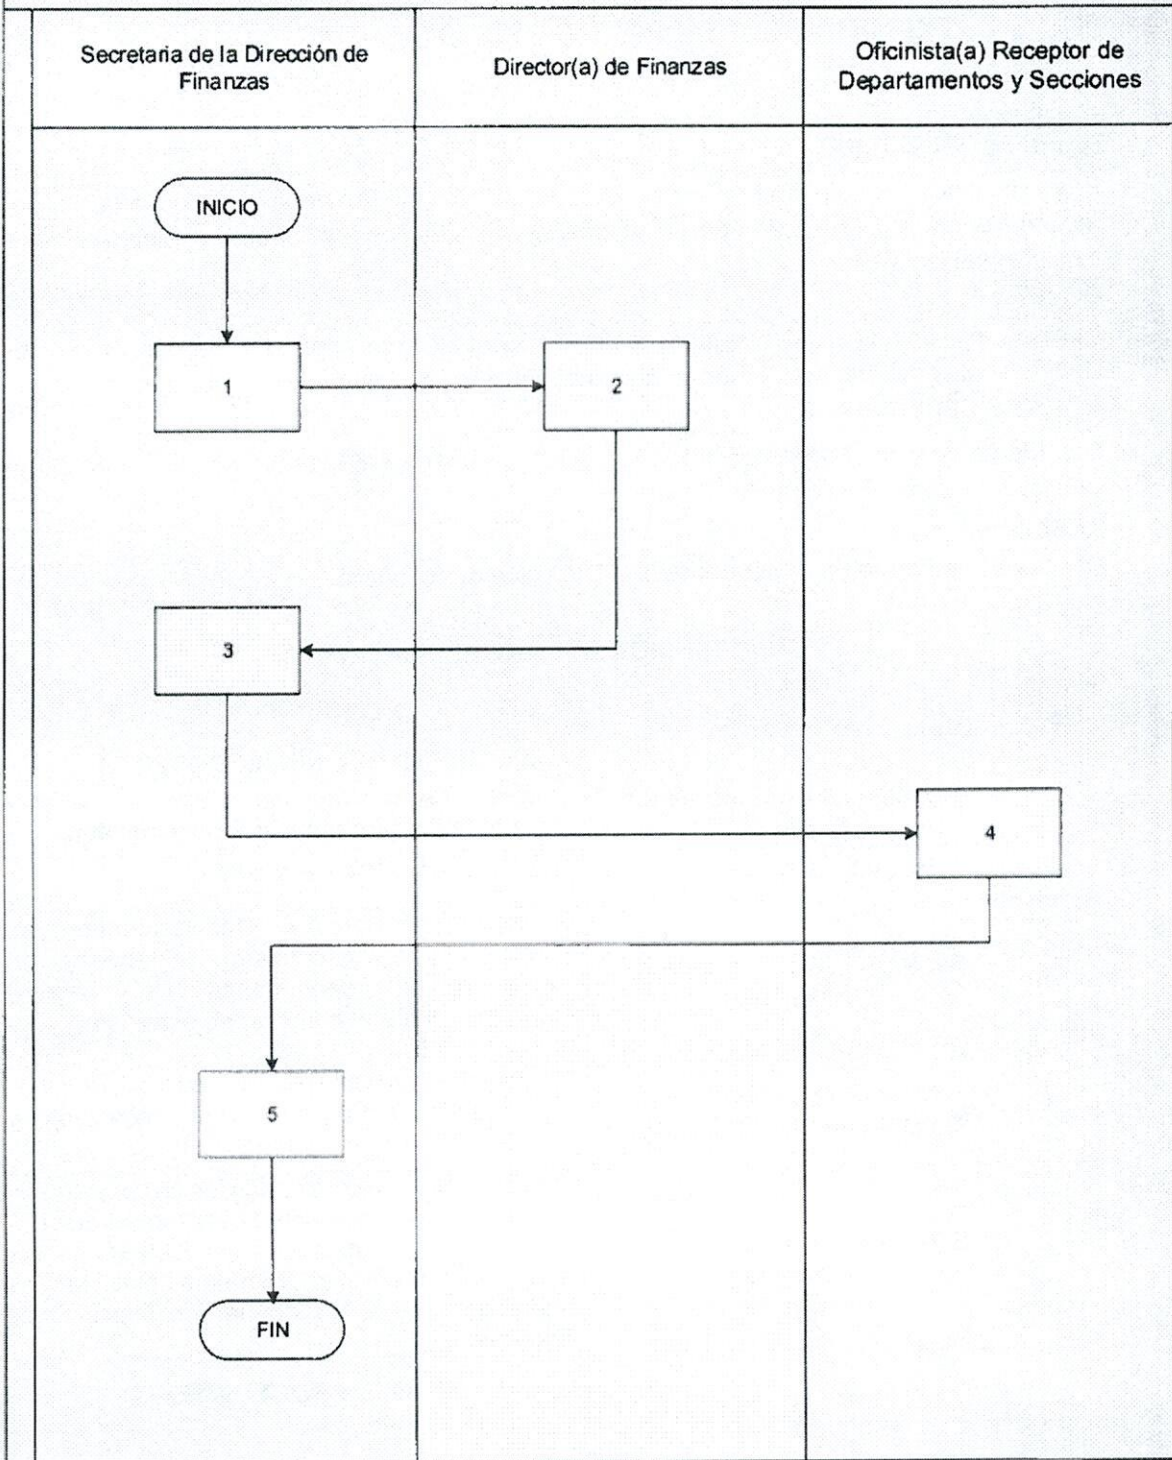 Secretaria de la Dirección de
Finanzas
Director(a) de Finanzas
Oficinista(a) Receptor de
Departamentos y Secciones
INICIO
1
2
3
4
5
FIN